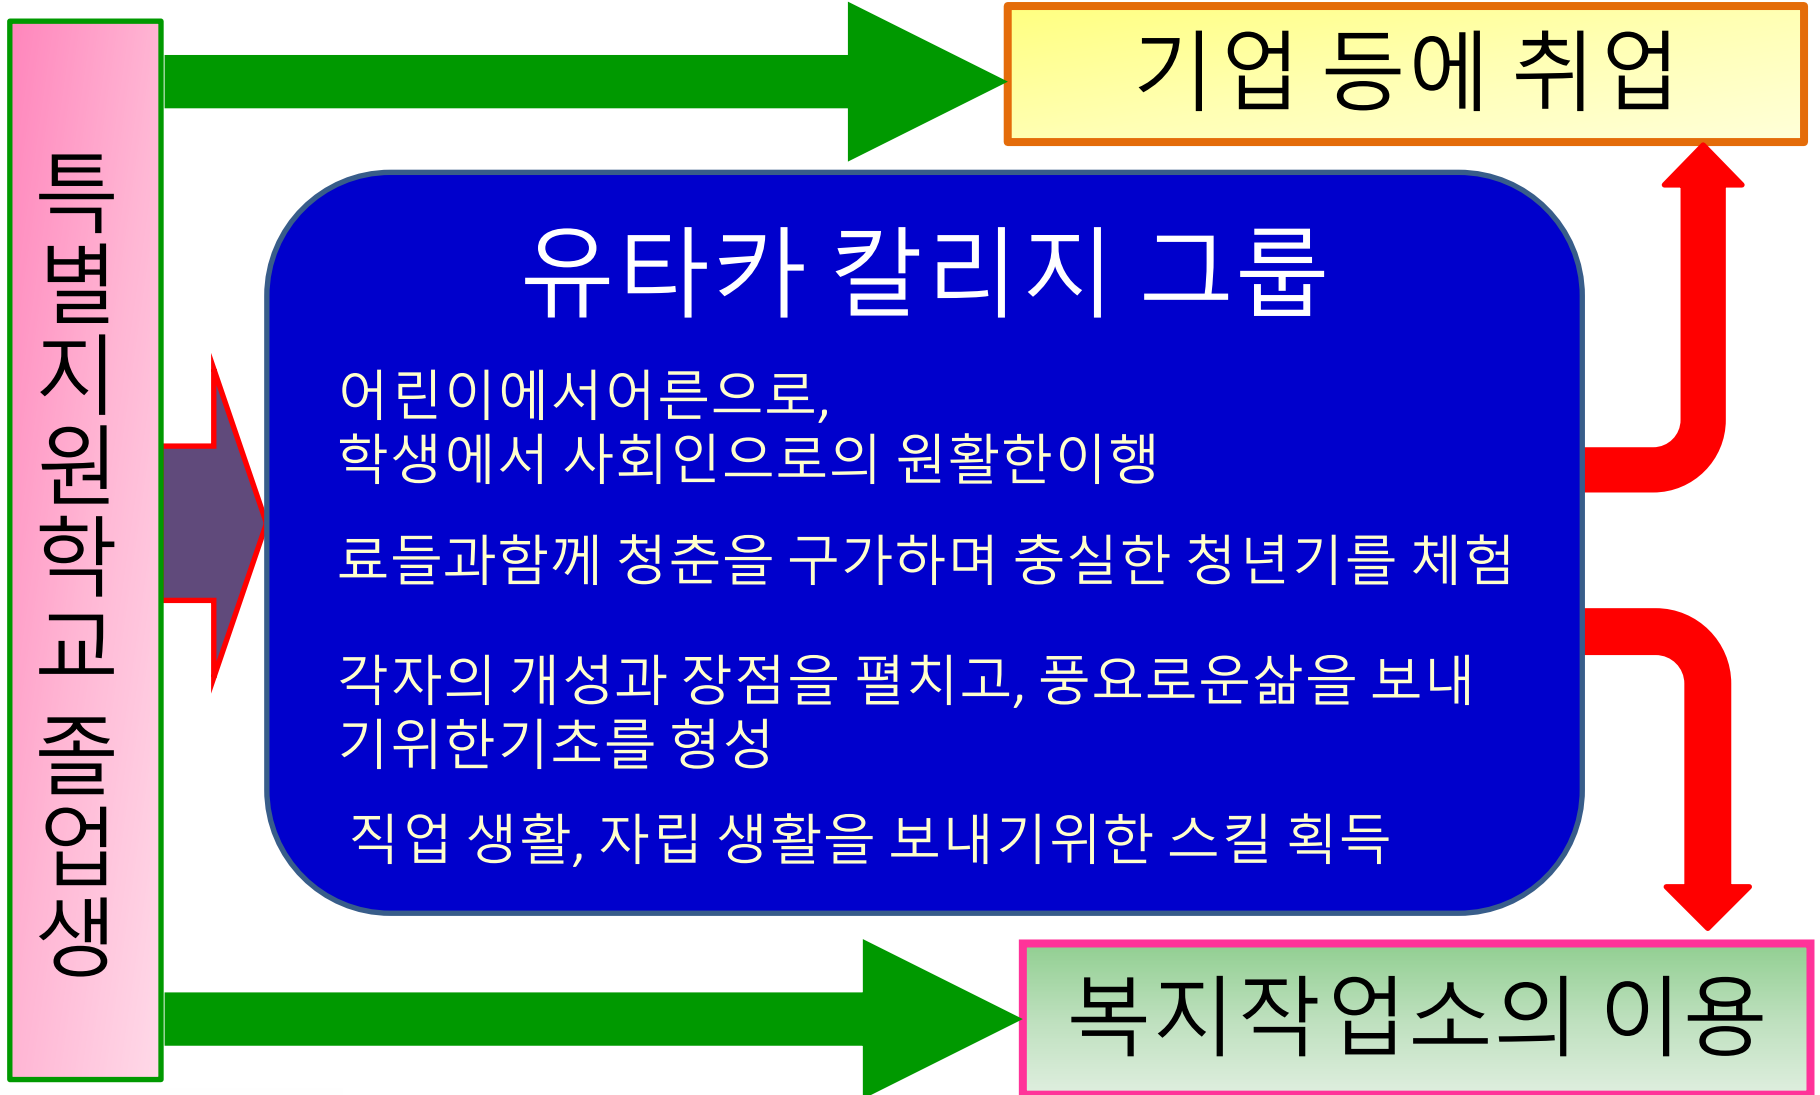 특별지원학교 졸업생
기업 등에 취업
유타카 칼리지 그룹
어린이에서어른으로,
학생에서 사회인으로의 원활한이행
료들과함께 청춘을 구가하며 충실한 청년기를 체험
각자의 개성과 장점을 펼치고, 풍요로운삶을 보내
기위한기초를 형성
직업 생활, 자립 생활을 보내기위한 스킬 획득
복지작업소의 이용